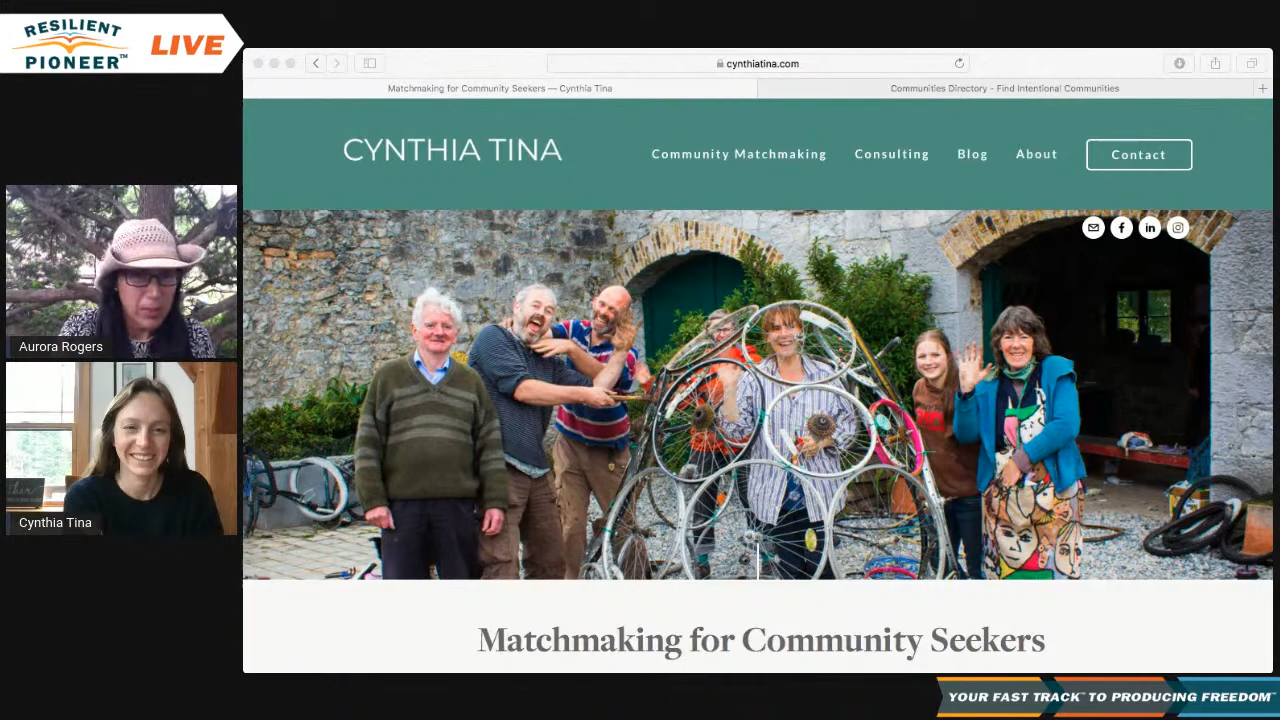 RESILIENT
PIONEER™
LIVE
cynthiatina.com
Matchmaking for Community Seekers — Cynthia Tina
Communities Directory - Find Intentional Communities
CYNTHIA TINA
Community Matchmaking
Consulting
Blog
About
Contact
Aurora Rogers
Cynthia Tina
Matchmaking for Community Seekers
YOUR FAST TRACK™ TO PRODUCING FREEDOM™